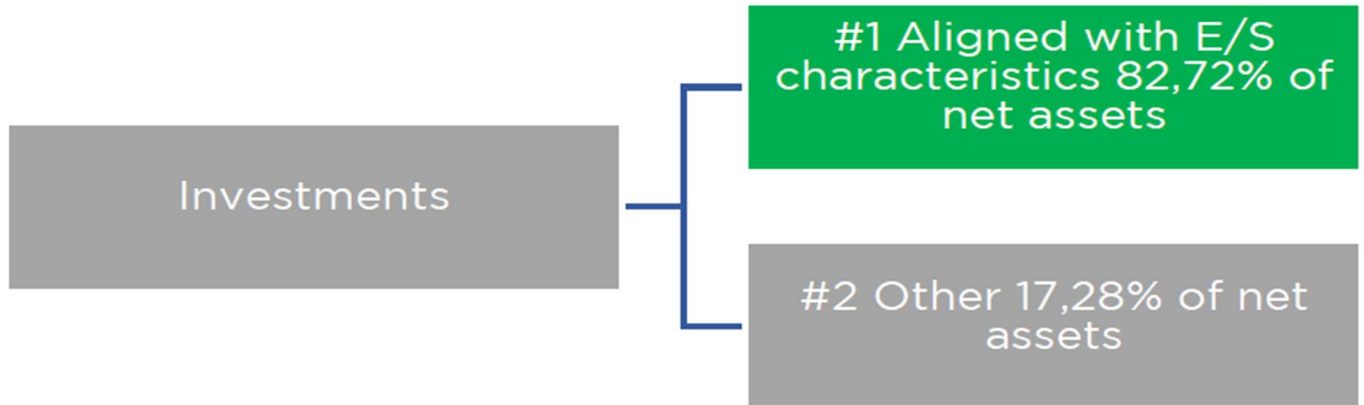 #1 Aligned with E/S
characteristics 82,72% of
net assets
Investments
#2 Other 17,28% of net
assets